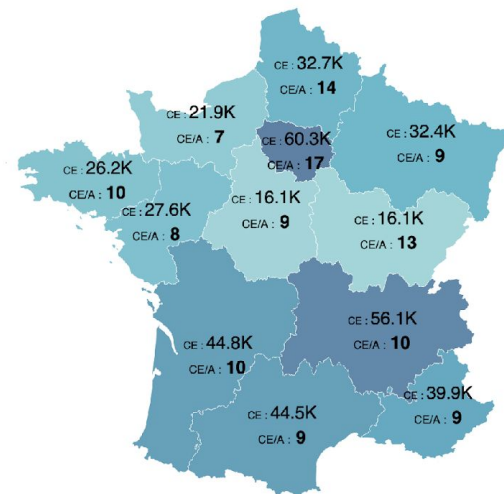 CE : 32.7K
CE/A : 14
CE : 21.9K
CE/A : 7
CE : 60.3K
CE/A : 17
CE : 32.4K
CE/A : 9
CE : 26.2K
CE/A : 10
CE : 27.6K
CE/A : 8
CE : 16.1K
CE/A : 9
CE : 16.1K
CE/A : 13
CE : 56.1K
CE/A : 10
CE : 44.8K
CE/A : 10
CE : 39.9K
CE/A : 9
CE : 44.5K
CE/A : 9